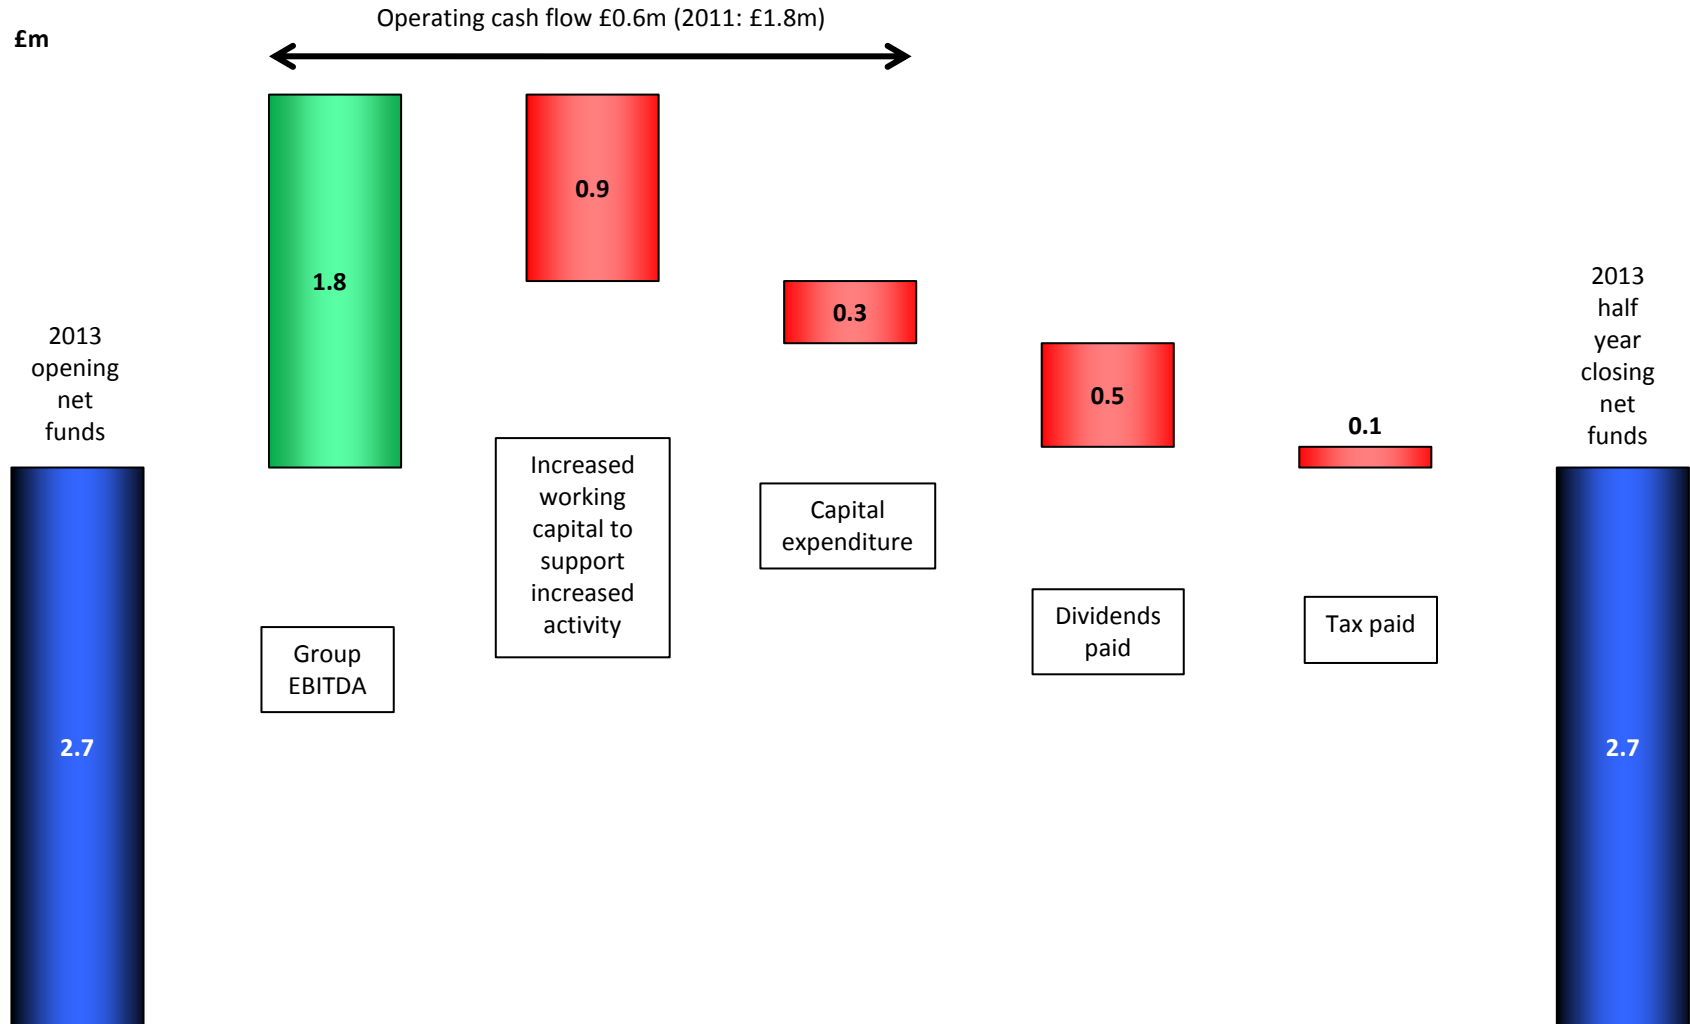 Operating cash flow £0.6m (2011: £1.8m)
£m
2013
opening
net
funds
2.7
1.8
Group
EBITDA
0.9
Increased
working
capital to
support
increased
activity
0.3
Capital
expenditure
0.5
Dividends
paid
0.1
Tax paid
2013
half
year
closing
net
funds
2.7